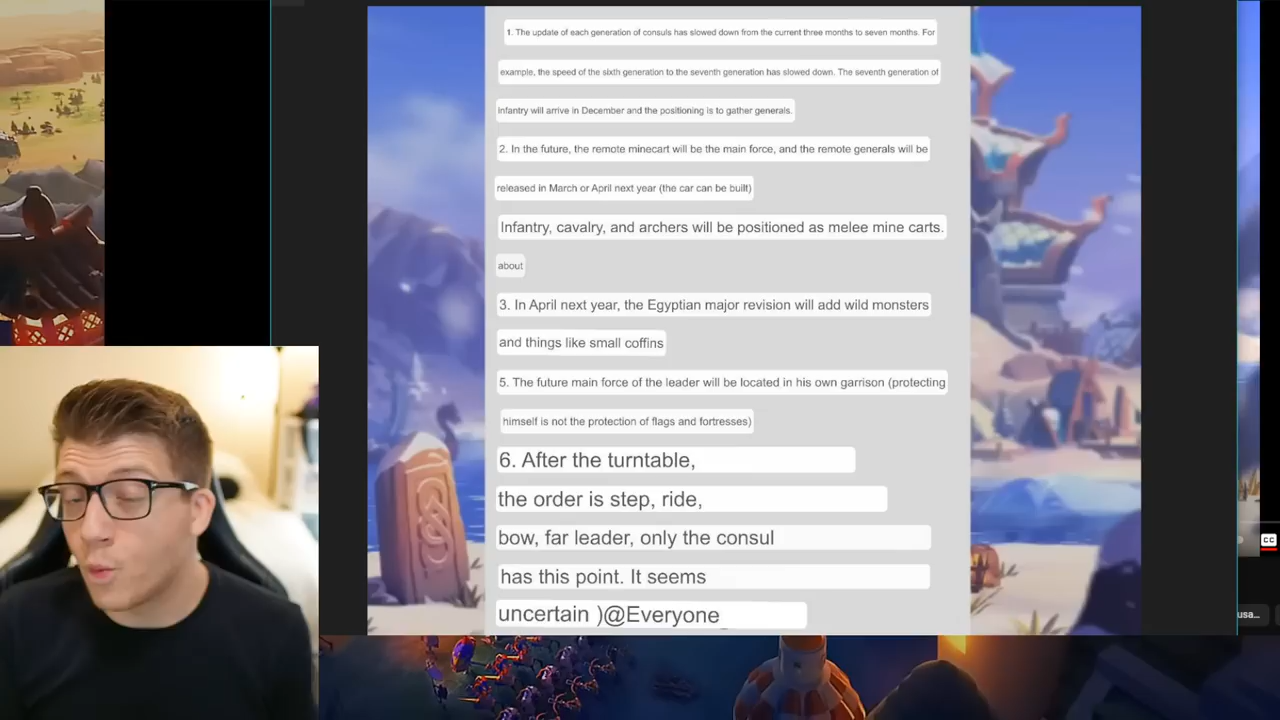 1. The update of each generation of consuls has slowed down from the current three months to seven months. For
example, the speed of the sixth generation to the seventh generation has slowed down. The seventh generation of
infantry will arrive in December and the positioning is to gather generals.
2. In the future, the remote minecart will be the main force, and the remote generals will be
released in March or April next year (the car can be built)
Infantry, cavalry, and archers will be positioned as melee mine carts.
about
3. In April next year, the Egyptian major revision will add wild monsters
and things like small coffins
5. The future main force of the leader will be located in his own garrison (protecting
himself is not the protection of flags and fortresses)
6. After the turntable,
the order is step, ride,
bow, far leader, only the consul
has this point. It seems
uncertain )@Everyone
CC
usa...